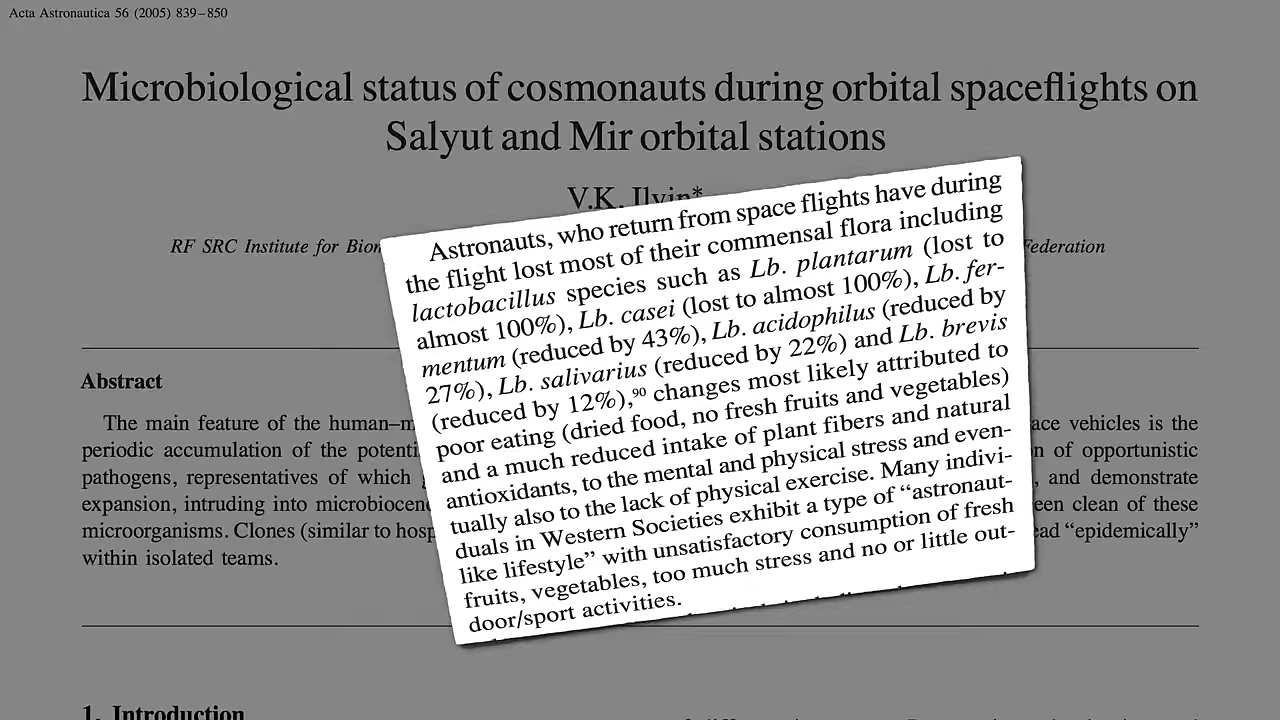 Acta Astronautica 56 (2005) 839–850
Microbiological status of cosmonauts during orbital spaceflights on
Salyut and Mir orbital stations
V.K. Ilyin*
RF SRC Institute for
Federation
Astronauts, who return from space flights have during
the flight lost most of their commensal flora including
lactobacillus species such as Lb. plantarum (lost to
almost 100%), Lb. casei (lost to almost 100%), Lb. fer-
mentum (reduced by 43%), Lb. acidophilus (reduced by
27%), Lb. salivarius (reduced by 22%) and Lb. brevis
(reduced by 12%),⁹⁰ changes most likely attributed to
poor eating (dried food, no fresh fruits and vegetables)
and a much reduced intake of plant fibers and natural
antioxidants, to the mental and physical stress and even-
tually also to the lack of physical exercise. Many indivi-
duals in Western Societies exhibit a type of “astronaut-
like lifestyle” with unsatisfactory consumption of fresh
fruits, vegetables, too much stress and no or little out-
door/sport activities.
Abstract
The main feature of the vehicles is the
periodic accumulation of the of opportunistic
pathogens, representatives of which , and demonstrate
expansion, intruding into clean of these
microorganisms. Clones (similar to “epidemically”
within isolated teams.
1. Introduction